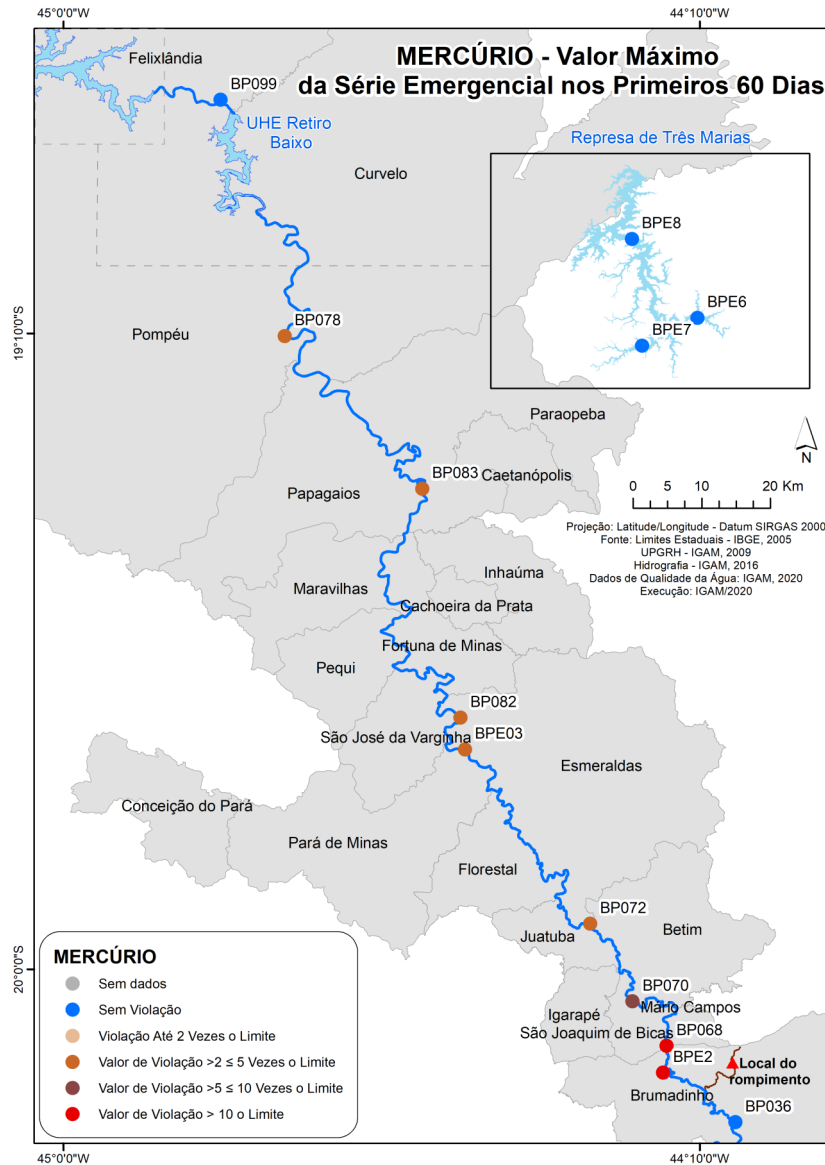 45°0'0"W
44°10'0"W
MERCÚRIO - Valor Máximo
da Série Emergencial nos Primeiros 60 Dias
Felixlândia
BP099
UHE Retiro
Baixo
Curvelo
Represa de Três Marias
BPE8
BPE6
BPE7
19°10'0"S
Pompéu
BP078
Paraopeba
BP083
Caetanópolis
Papagaios
N
0 5 10 20 Km
Projeção: Latitude/Longitude - Datum SIRGAS 2000
Fonte: Limites Estaduais - IBGE, 2005
UPGRH - IGAM, 2009
Hidrografia - IGAM, 2016
Dados de Qualidade da Água: IGAM, 2020
Execução: IGAM/2020
Inhaúma
Maravilhas
Cachoeira da Prata
Fortuna de Minas
Pequi
BP082
São José da Varginha
BPE03
Esmeraldas
Conceição do Pará
Pará de Minas
Florestal
BP072
Juatuba
Betim
20°0'0"S
BP070
Mário Campos
Igarapé
São Joaquim de Bicas
BP068
BPE2
Local do
rompimento
Brumadinho
BP036
MERCÚRIO
Sem dados
Sem Violação
Violação Até 2 Vezes o Limite
Valor de Violação >2 ≤ 5 Vezes o Limite
Valor de Violação >5 ≤ 10 Vezes o Limite
Valor de Violação > 10 o Limite
45°0'0"W
44°10'0"W